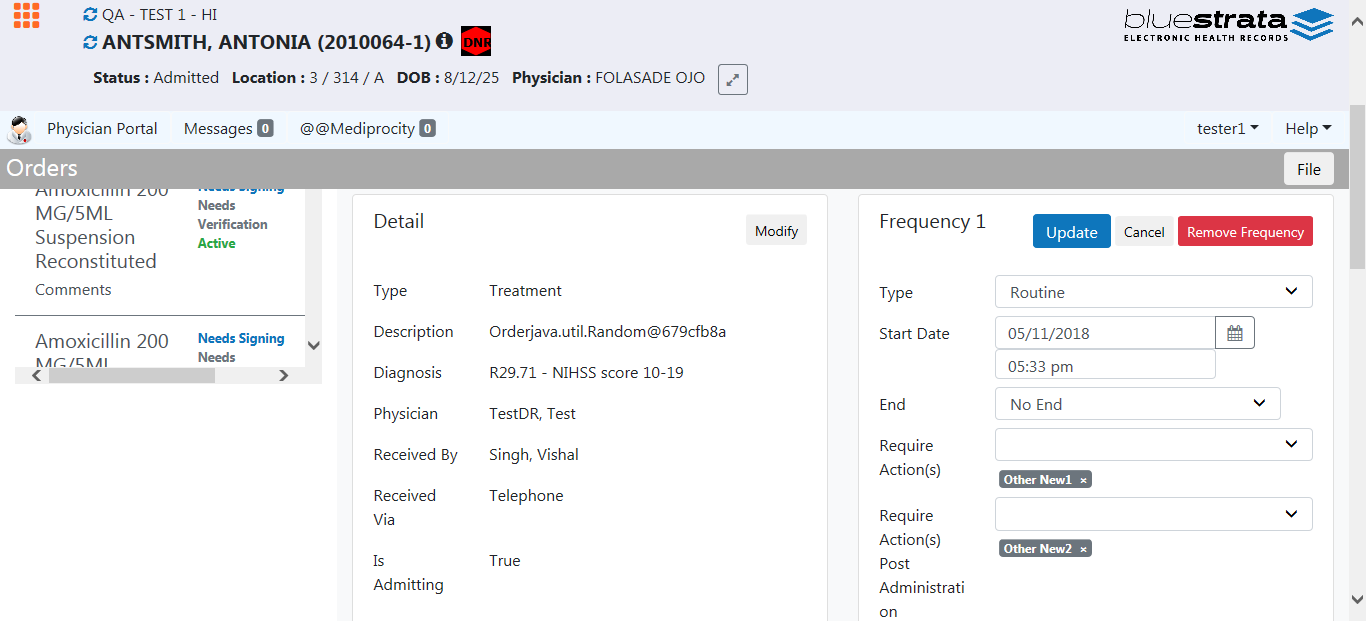 QA - TEST 1 - HI
ANTSMITH, ANTONIA (2010064-1)
DNR
bluestrata
ELECTRONIC HEALTH RECORDS
Status : Admitted Location : 3 / 314 / A DOB : 8/12/25 Physician : FOLASADE OJO
Physician Portal Messages 0 @@Mediprocity 0 tester1 Help
Orders File
Amoxicillin 200 Needs Signing
MG/5ML Needs
Suspension Verification
Reconstituted Active
Comments
Amoxicillin 200 Needs Signing
MG/5ML Needs
Detail Modify
Type Treatment
Description Orderjava.util.Random@679cfb8a
Diagnosis R29.71 - NIHSS score 10-19
Physician TestDR, Test
Received By Singh, Vishal
Received Telephone
Via
Is True
Admitting
Frequency 1 Update Cancel Remove Frequency
Type Routine
Start Date 05/11/2018
05:33 pm
End No End
Require
Action(s)
Other New1 ×
Require
Action(s)
Other New2 ×
Post
Administrati
on